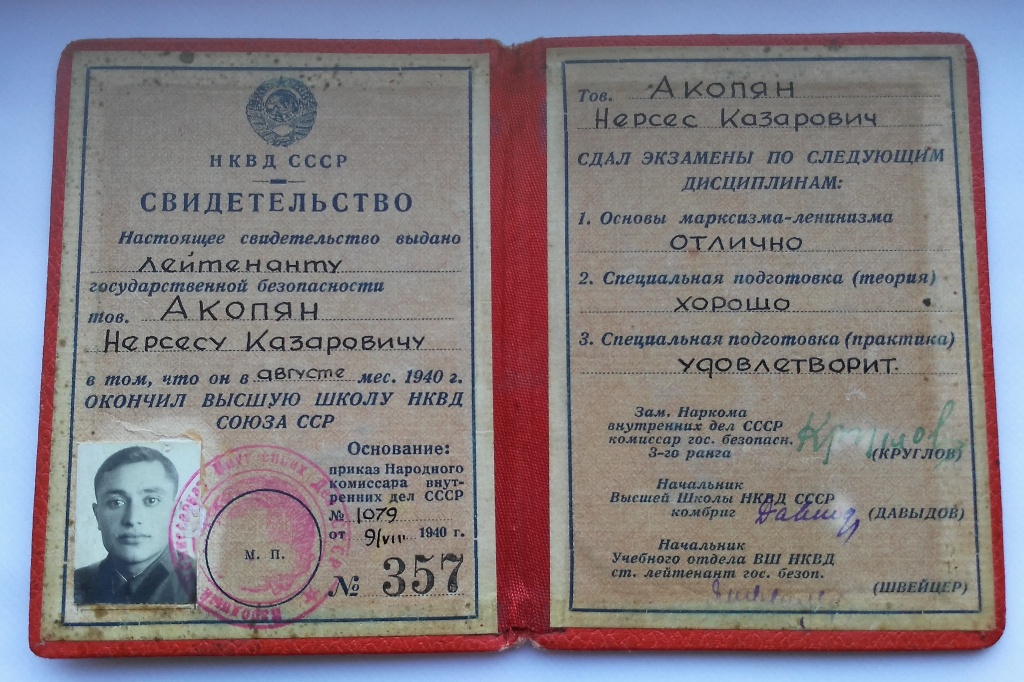 НКВД СССР
СВИДЕТЕЛЬСТВО
Настоящее свидетельство выдано
лейтенанту
государственной безопасности
тов. Акопян
Нерсесу Казаровичу
в том, что он в августе мес. 1940 г.
ОКОНЧИЛ ВЫСШУЮ ШКОЛУ НКВД
СОЮЗА ССР
Основание:
приказ Народного
комиссара внут-
ренних дел СССР
№ 1079
от 9/VIII 1940 г.
М. П.
№ 357
Тов. Акопян
Нерсес Казарович
СДАЛ ЭКЗАМЕНЫ ПО СЛЕДУЮЩИМ
ДИСЦИПЛИНАМ:
1. Основы марксизма-ленинизма
отлично
2. Специальная подготовка (теория)
хорошо
3. Специальная подготовка (практика)
удовлетворит.
Зам. Наркома
внутренних дел СССР
комиссар гос. безопасн.
3-го ранга
(КРУГЛОВ)
Начальник
Высшей Школы НКВД СССР
комбриг
(ДАВЫДОВ)
Начальник
Учебного отдела ВШ НКВД
ст. лейтенант гос. безоп.
(ШВЕЙЦЕР)